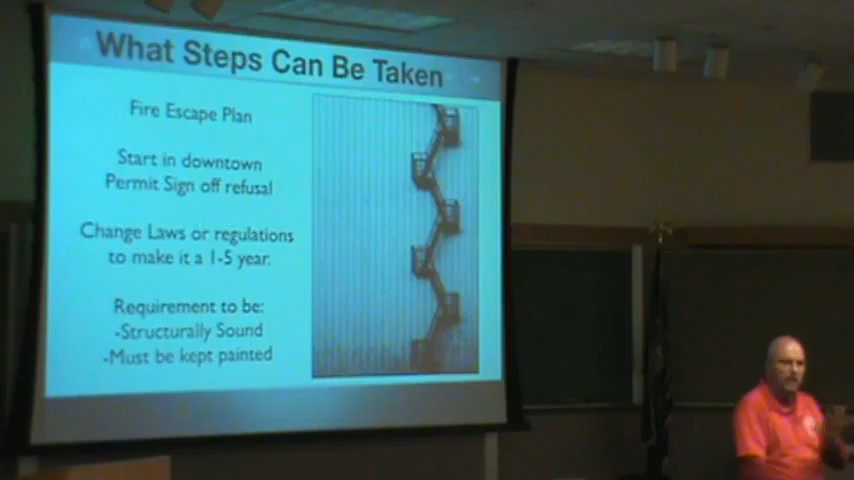 What Steps Can Be Taken
Fire Escape Plan
Start in downtown
Permit Sign off refusal
Change Laws or regulations
to make it a 1-5 year.
Requirement to be:
-Structurally Sound
-Must be kept painted